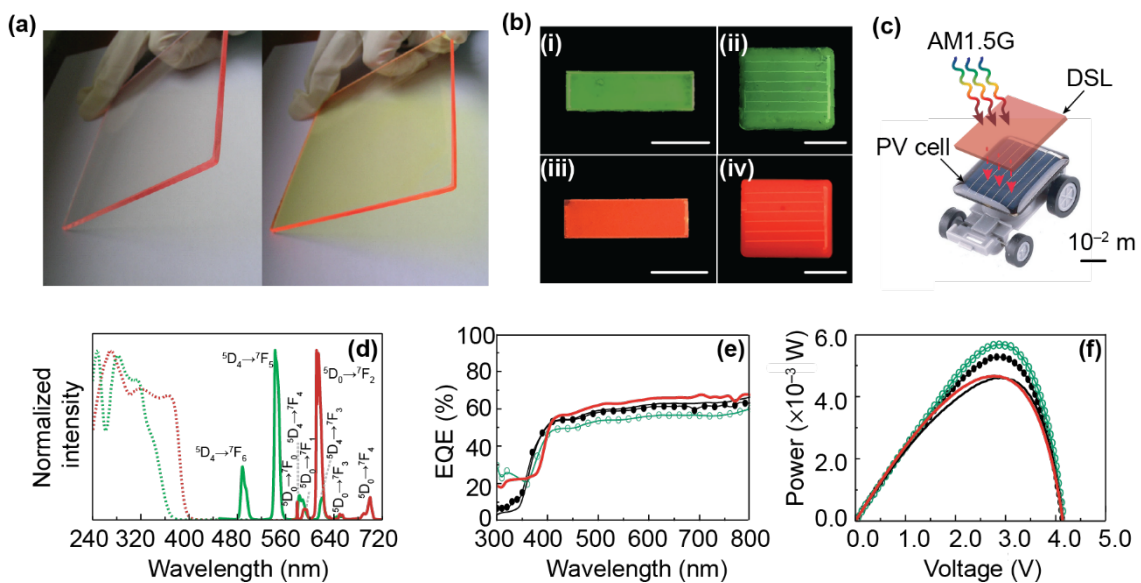 (a)
(b)
(i)
(ii)
(iii)
(iv)
(c)
AM1.5G
DSL
PV cell
10⁻² m
(d)
Normalized
intensity
⁵D₄→⁷F₆
⁵D₄→⁷F₅
⁵D₀→⁷F₀
⁵D₄→⁷F₄
⁵D₀→⁷F₁
⁵D₀→⁷F₂
⁵D₄→⁷F₃
⁵D₀→⁷F₃
⁵D₀→⁷F₄
240 320 400 480 560 640 720
Wavelength (nm)
(e)
EQE (%)
100
80
60
40
20
0
300 400 500 600 700 800
Wavelength (nm)
(f)
Power (×10⁻³ W)
6.0
4.0
2.0
0.0
0.0 1.0 2.0 3.0 4.0 5.0
Voltage (V)